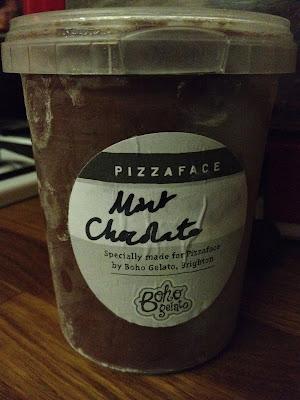 PIZZAFACE
Mint
Chocolate
Specially made for Pizzaface
by Boho Gelato, Brighton
Boho
gelato